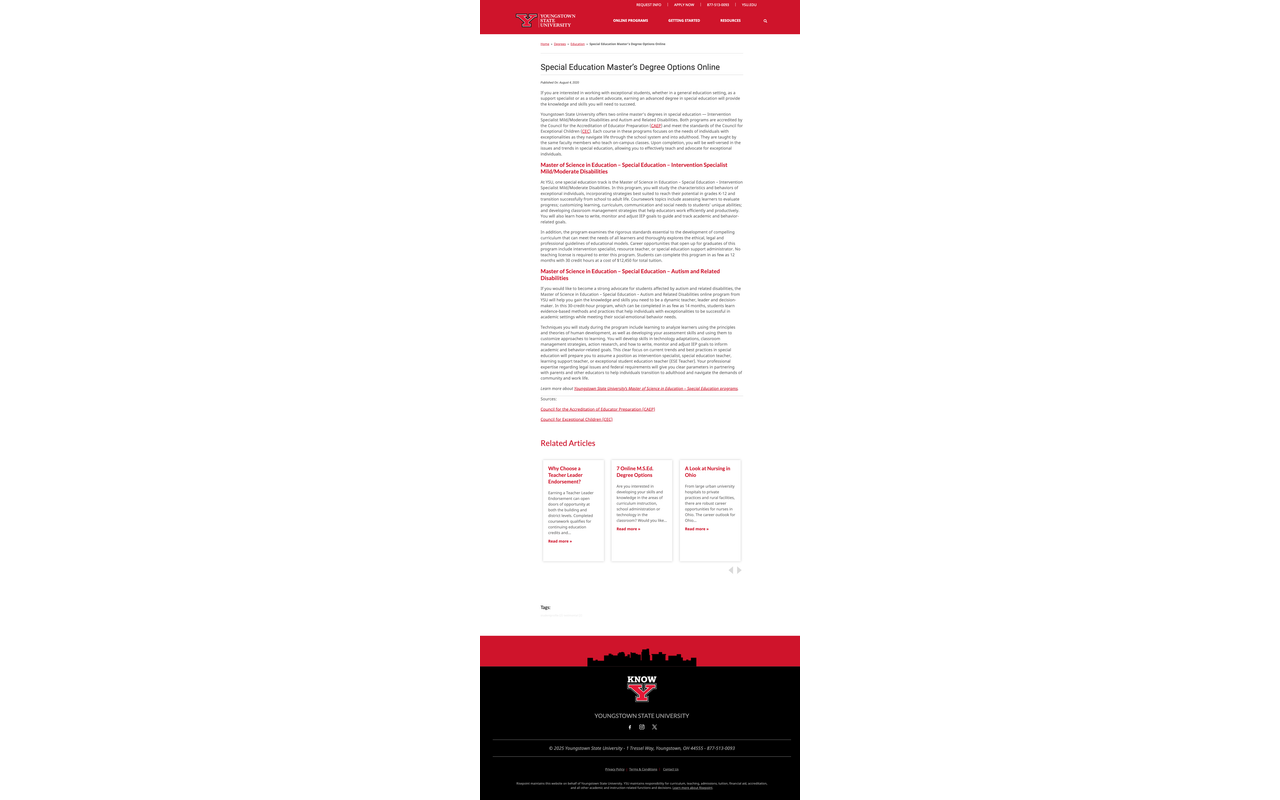 REQUEST INFO | APPLY NOW | 877-513-0093 | YSU.EDU
YOUNGSTOWN
STATE
UNIVERSITY
ONLINE PROGRAMS GETTING STARTED RESOURCES
Home » Degrees » Education » Special Education Master's Degree Options Online
Special Education Master's Degree Options Online
Published On: August 4, 2020
If you are interested in working with exceptional students, whether in a general education setting, as a
support specialist or as a student advocate, earning an advanced degree in special education will provide
the knowledge and skills you will need to succeed.
Youngstown State University offers two online master's degrees in special education — Intervention
Specialist Mild/Moderate Disabilities and Autism and Related Disabilities. Both programs are accredited by
the Council for the Accreditation of Educator Preparation (CAEP) and meet the standards of the Council for
Exceptional Children (CEC). Each course in these programs focuses on the needs of individuals with
exceptionalities as they navigate life through the school system and into adulthood. They are taught by
the same faculty members who teach on-campus classes. Upon completion, you will be well-versed in the
issues and trends in special education, allowing you to effectively teach and advocate for exceptional
individuals.
Master of Science in Education – Special Education – Intervention Specialist
Mild/Moderate Disabilities
At YSU, one special education track is the Master of Science in Education – Special Education – Intervention
Specialist Mild/Moderate Disabilities. In this program, you will study the characteristics and behaviors of
exceptional individuals, incorporating strategies best suited to reach their potential in grades K-12 and
transition successfully from school to adult life. Coursework topics include assessing learners to evaluate
progress, customizing learning, curriculum, communication and social needs to students' unique abilities;
and developing classroom management strategies that help educators work efficiently and productively.
You will also learn how to write, monitor and adjust IEP goals to guide and track academic and behavior-
related goals.
In addition, the program examines the rigorous standards essential to the development of compelling
curriculum that can meet the needs of all learners and thoroughly explores the ethical, legal and
professional guidelines of educational models. Career opportunities that open up for graduates of this
program include intervention specialist, resource teacher, or special education support administrator. No
teaching license is required to enter this program. Students can complete this program in as few as 12
months with 30 credit hours at a cost of $12,450 for total tuition.
Master of Science in Education – Special Education – Autism and Related
Disabilities
If you would like to become a strong advocate for students affected by autism and related disabilities, the
Master of Science in Education – Special Education – Autism and Related Disabilities online program from
YSU will help you gain the knowledge and skills you need to be a dynamic teacher, leader and decision-
maker. In this 30-credit-hour program, which can be completed in as few as 14 months, students learn
evidence-based methods and practices that help individuals with exceptionalities to be successful in
academic settings while meeting their social-emotional behavior needs.
Techniques you will study during the program include learning to analyze learners using the principles
and theories of human development, as well as developing your assessment skills and using them to
customize approaches to learning. You will develop skills in technology adaptations, classroom
management strategies, action research, and how to write, monitor and adjust IEP goals to inform
academic and behavior-related goals. This clear focus on current trends and best practices in special
education will prepare you to assume a position as intervention specialist, special education teacher,
learning support teacher, or exceptional student education teacher (ESE Teacher). Your professional
expertise regarding legal issues and federal requirements will give you clear parameters in partnering
with parents and other educators to help individuals transition to adulthood and navigate the demands of
community and work life.
Learn more about Youngstown State University's Master of Science in Education – Special Education programs.
Sources:
Council for the Accreditation of Educator Preparation (CAEP)
Council for Exceptional Children (CEC)
Related Articles
Why Choose a
Teacher Leader
Endorsement?
Earning a Teacher Leader
Endorsement can open
doors of opportunity at
both the building and
district levels. Completed
coursework qualifies for
continuing education
credits and...
Read more »
7 Online M.S.Ed.
Degree Options
Are you interested in
developing your skills and
knowledge in the areas of
curriculum instruction,
school administration or
technology in the
classroom? Would you like...
Read more »
A Look at Nursing in
Ohio
From large urban university
hospitals to private
practices and rural facilities,
there are robust career
opportunities for nurses in
Ohio. The career outlook for
Ohio...
Read more »
Tags:
KNOW
Y
YOUNGSTOWN STATE UNIVERSITY
© 2025 Youngstown State University - 1 Tressel Way, Youngstown, OH 44555 - 877-513-0093
Privacy Policy | Terms & Conditions Contact Us
Risepoint maintains this website on behalf of Youngstown State University. YSU maintains responsibility for curriculum, teaching, admissions, tuition, financial aid, accreditation,
and all other academic and instruction-related functions and decisions. Learn more about Risepoint.